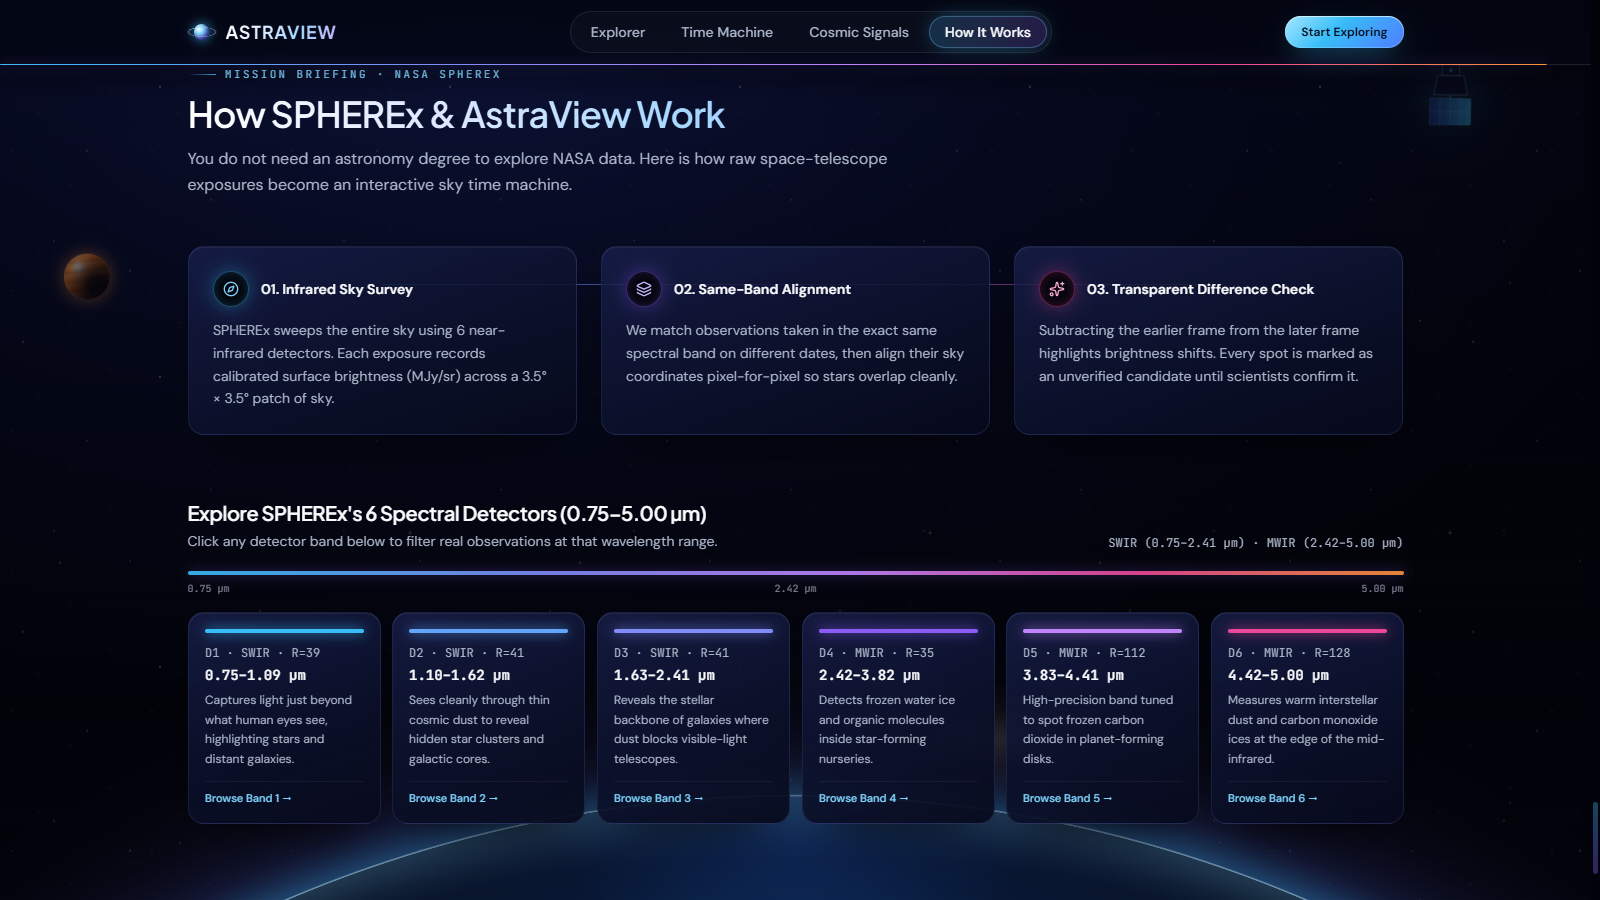 ASTRAVIEW
Explorer
Time Machine
Cosmic Signals
How It Works
Start Exploring
MISSION BRIEFING · NASA SPHEREX
How SPHEREx & AstraView Work
You do not need an astronomy degree to explore NASA data. Here is how raw space-telescope
exposures become an interactive sky time machine.
01. Infrared Sky Survey
SPHEREx sweeps the entire sky using 6 near-
infrared detectors. Each exposure records
calibrated surface brightness (MJy/sr) across a 3.5°
× 3.5° patch of sky.
02. Same-Band Alignment
We match observations taken in the exact same
spectral band on different dates, then align their sky
coordinates pixel-for-pixel so stars overlap cleanly.
03. Transparent Difference Check
Subtracting the earlier frame from the later frame
highlights brightness shifts. Every spot is marked as
an unverified candidate until scientists confirm it.
Explore SPHEREx's 6 Spectral Detectors (0.75–5.00 µm)
Click any detector band below to filter real observations at that wavelength range.
SWIR (0.75–2.41 µm) · MWIR (2.42–5.00 µm)
0.75 µm
2.42 µm
5.00 µm
D1 · SWIR · R=39
0.75–1.09 µm
Captures light just beyond
what human eyes see,
highlighting stars and
distant galaxies.
Browse Band 1 →
D2 · SWIR · R=41
1.10–1.62 µm
Sees cleanly through thin
cosmic dust to reveal
hidden star clusters and
galactic cores.
Browse Band 2 →
D3 · SWIR · R=41
1.63–2.41 µm
Reveals the stellar
backbone of galaxies where
dust blocks visible-light
telescopes.
Browse Band 3 →
D4 · MWIR · R=35
2.42–3.82 µm
Detects frozen water ice
and organic molecules
inside star-forming
nurseries.
Browse Band 4 →
D5 · MWIR · R=112
3.83–4.41 µm
High-precision band tuned
to spot frozen carbon
dioxide in planet-forming
disks.
Browse Band 5 →
D6 · MWIR · R=128
4.42–5.00 µm
Measures warm interstellar
dust and carbon monoxide
ices at the edge of the mid-
infrared.
Browse Band 6 →